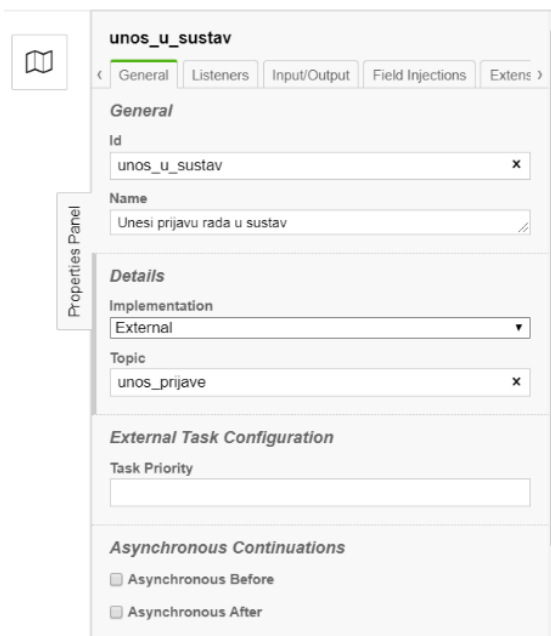 unos_u_sustav
‹ General Listeners Input/Output Field Injections Extens ›
General
Id
unos_u_sustav x
Name
Unesi prijavu rada u sustav
Properties Panel
Details
Implementation
External
Topic
unos_prijave x
External Task Configuration
Task Priority
Asynchronous Continuations
Asynchronous Before
Asynchronous After